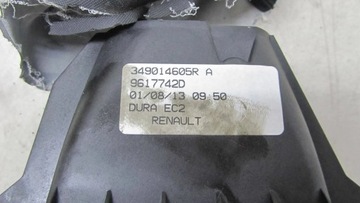 349014605R A
9617742D
01/08/13 09 50
DURA EC2
RENAULT